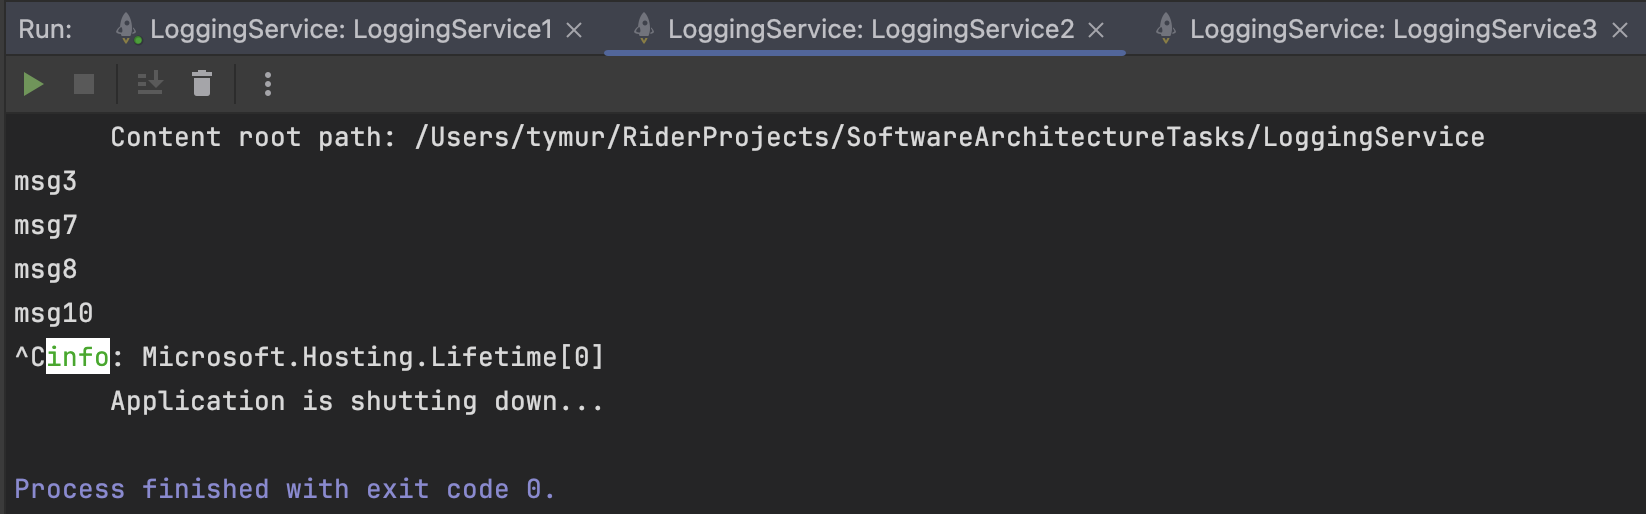 Run: LoggingService: LoggingService1 LoggingService: LoggingService2 LoggingService: LoggingService3
Content root path: /Users/tymur/RiderProjects/SoftwareArchitectureTasks/LoggingService
msg3
msg7
msg8
msg10
^Cinfo: Microsoft.Hosting.Lifetime[0]
Application is shutting down...
Process finished with exit code 0.